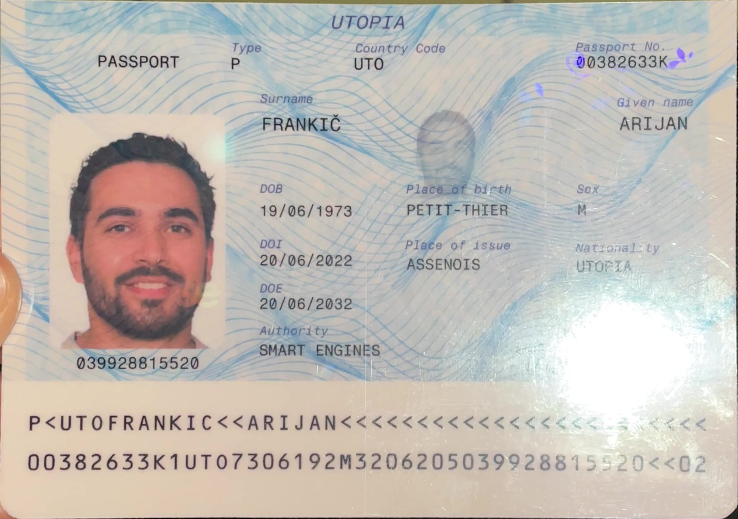 UTOPIA
PASSPORT
Type
P
Country Code
UTO
Passport No.
00382633K
Surname
FRANKIČ
Given name
ARIJAN
DOB
19/06/1973
Place of birth
PETIT-THIER
Sex
M
DOI
20/06/2022
Place of issue
ASSENOIS
Nationality
UTOPIA
DOE
20/06/2032
Authority
SMART ENGINES
039928815520
P<UTOFRANKIC<<ARIJAN<<<<<<<<<<<<<<<<<<<<<<<<
00382633K1UTO7306192M3206205039928815520<<02